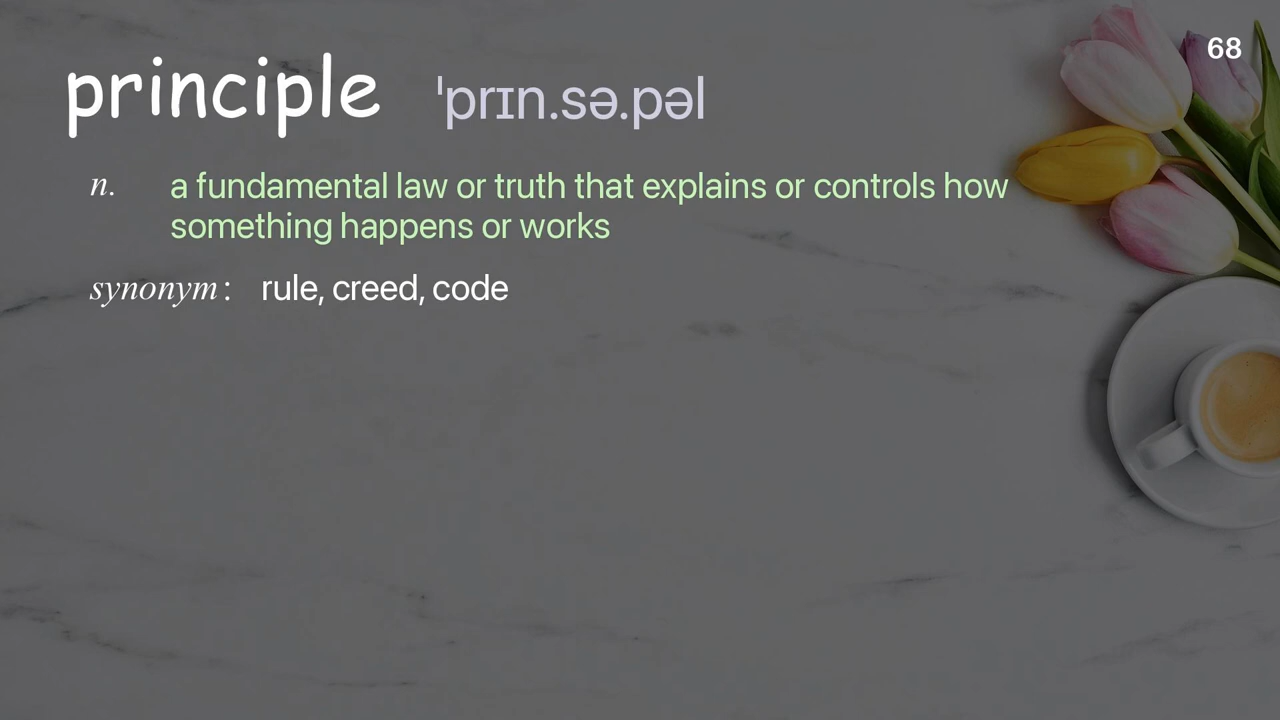 68
principle ˈprɪn.sə.pəl
n. a fundamental law or truth that explains or controls how
something happens or works
synonym: rule, creed, code